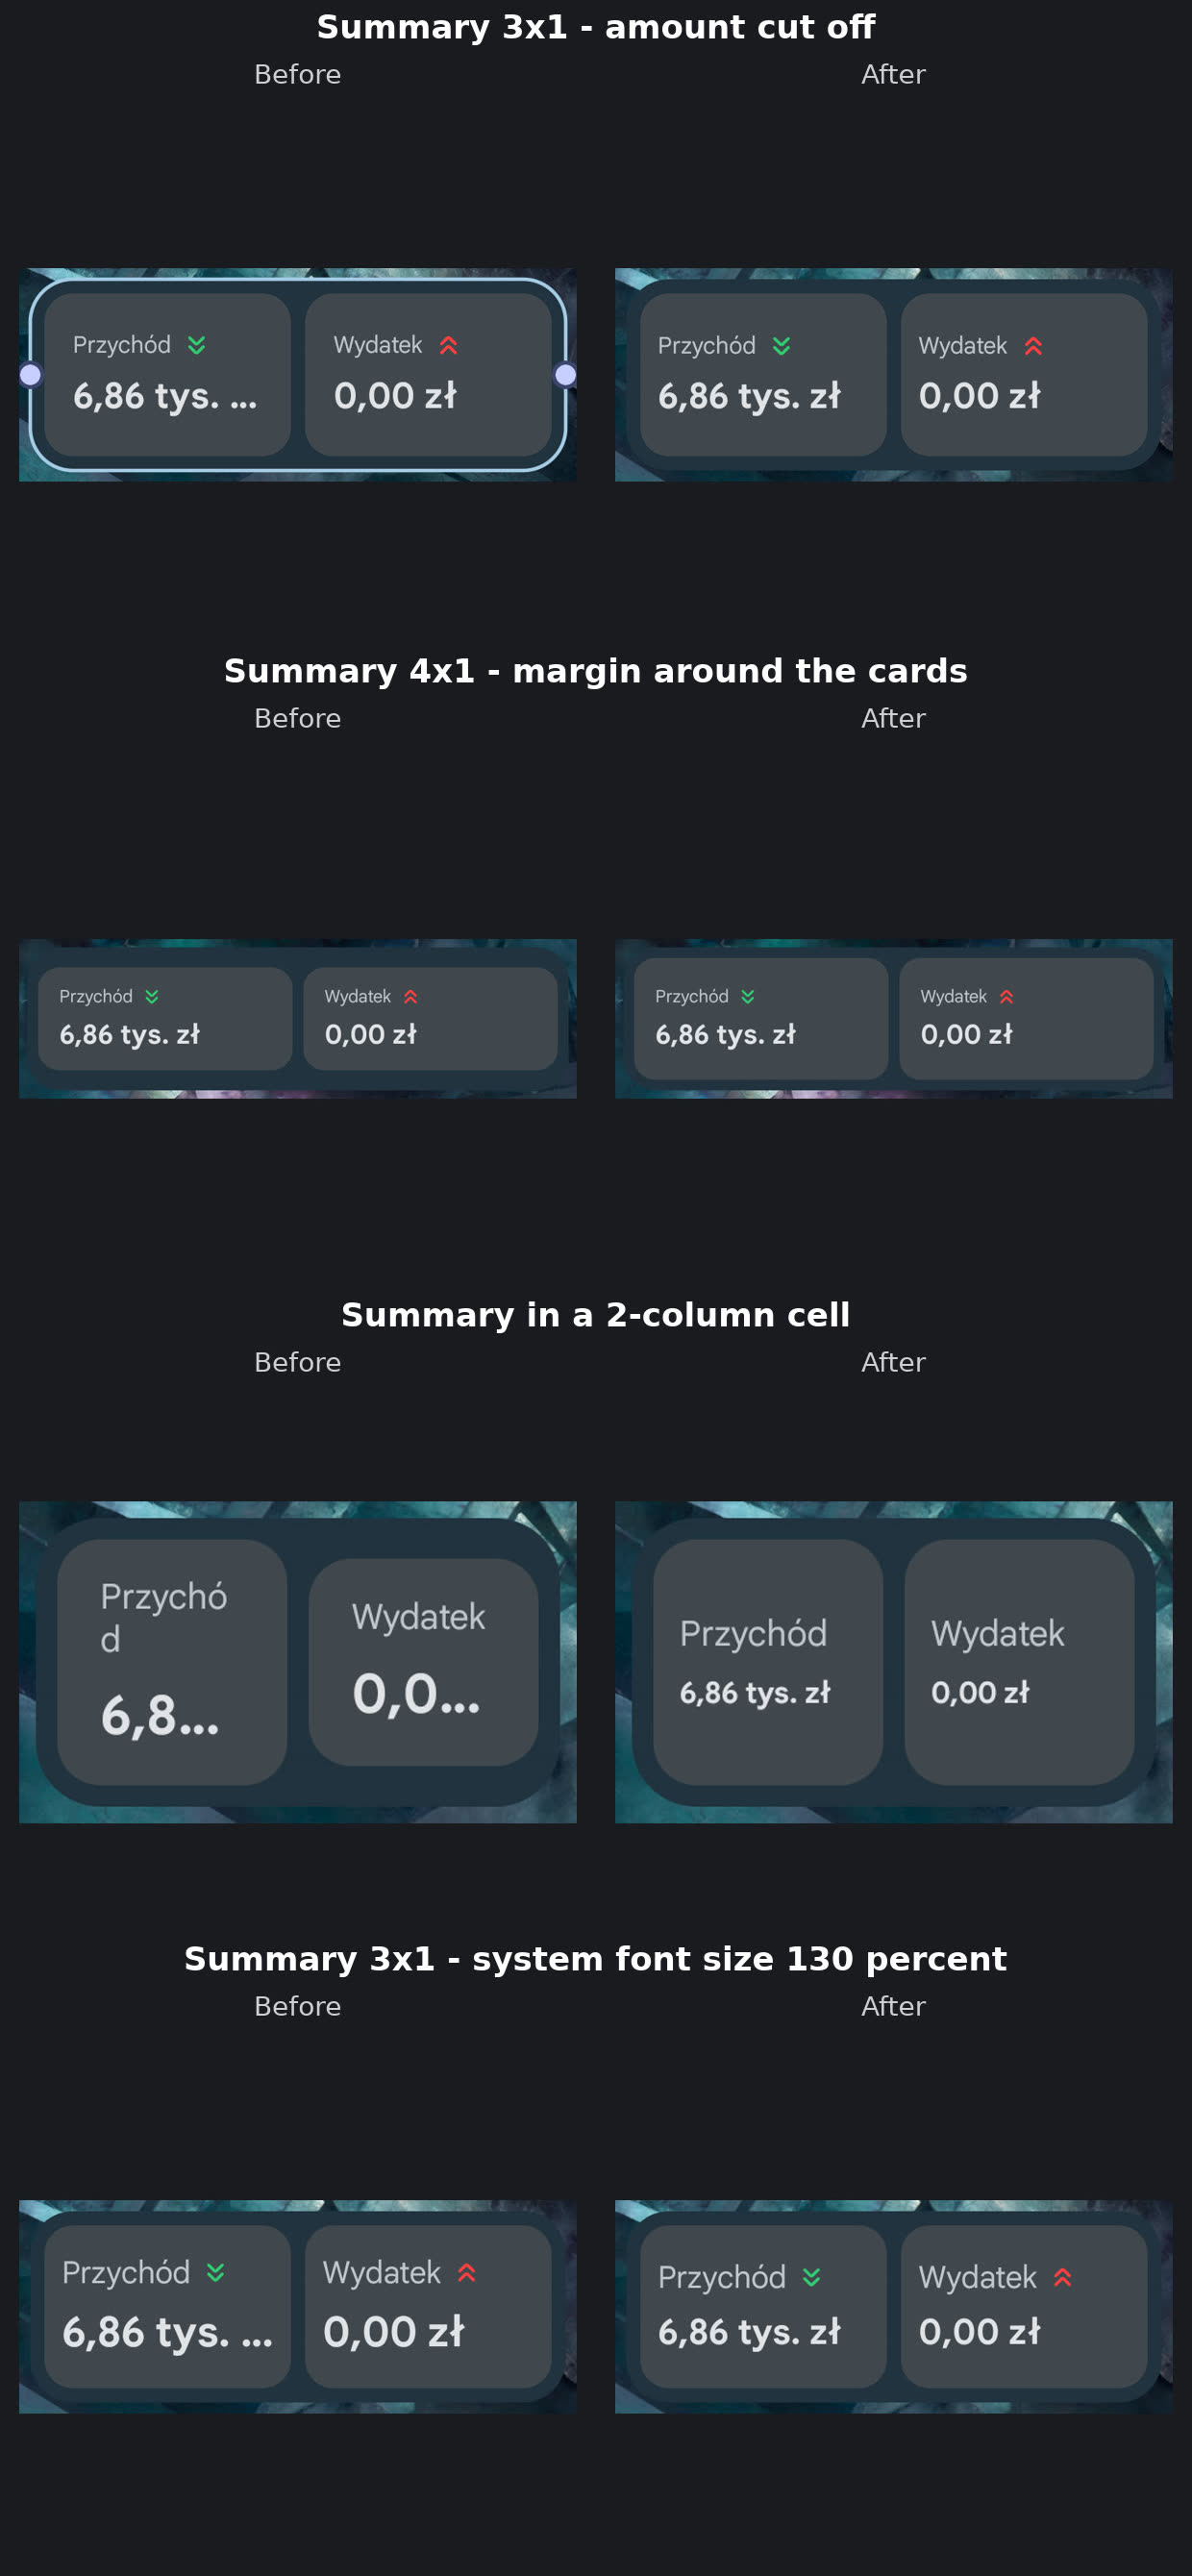 Summary 3x1 - amount cut off
Before After
Przychód Wydatek
6,86 tys. ... 0,00 zł
Przychód Wydatek
6,86 tys. zł 0,00 zł
Summary 4x1 - margin around the cards
Before After
Przychód Wydatek
6,86 tys. zł 0,00 zł
Przychód Wydatek
6,86 tys. zł 0,00 zł
Summary in a 2-column cell
Before After
Przychó
d
6,8...
Wydatek
0,0...
Przychód Wydatek
6,86 tys. zł 0,00 zł
Summary 3x1 - system font size 130 percent
Before After
Przychód Wydatek
6,86 tys. ... 0,00 zł
Przychód Wydatek
6,86 tys. zł 0,00 zł